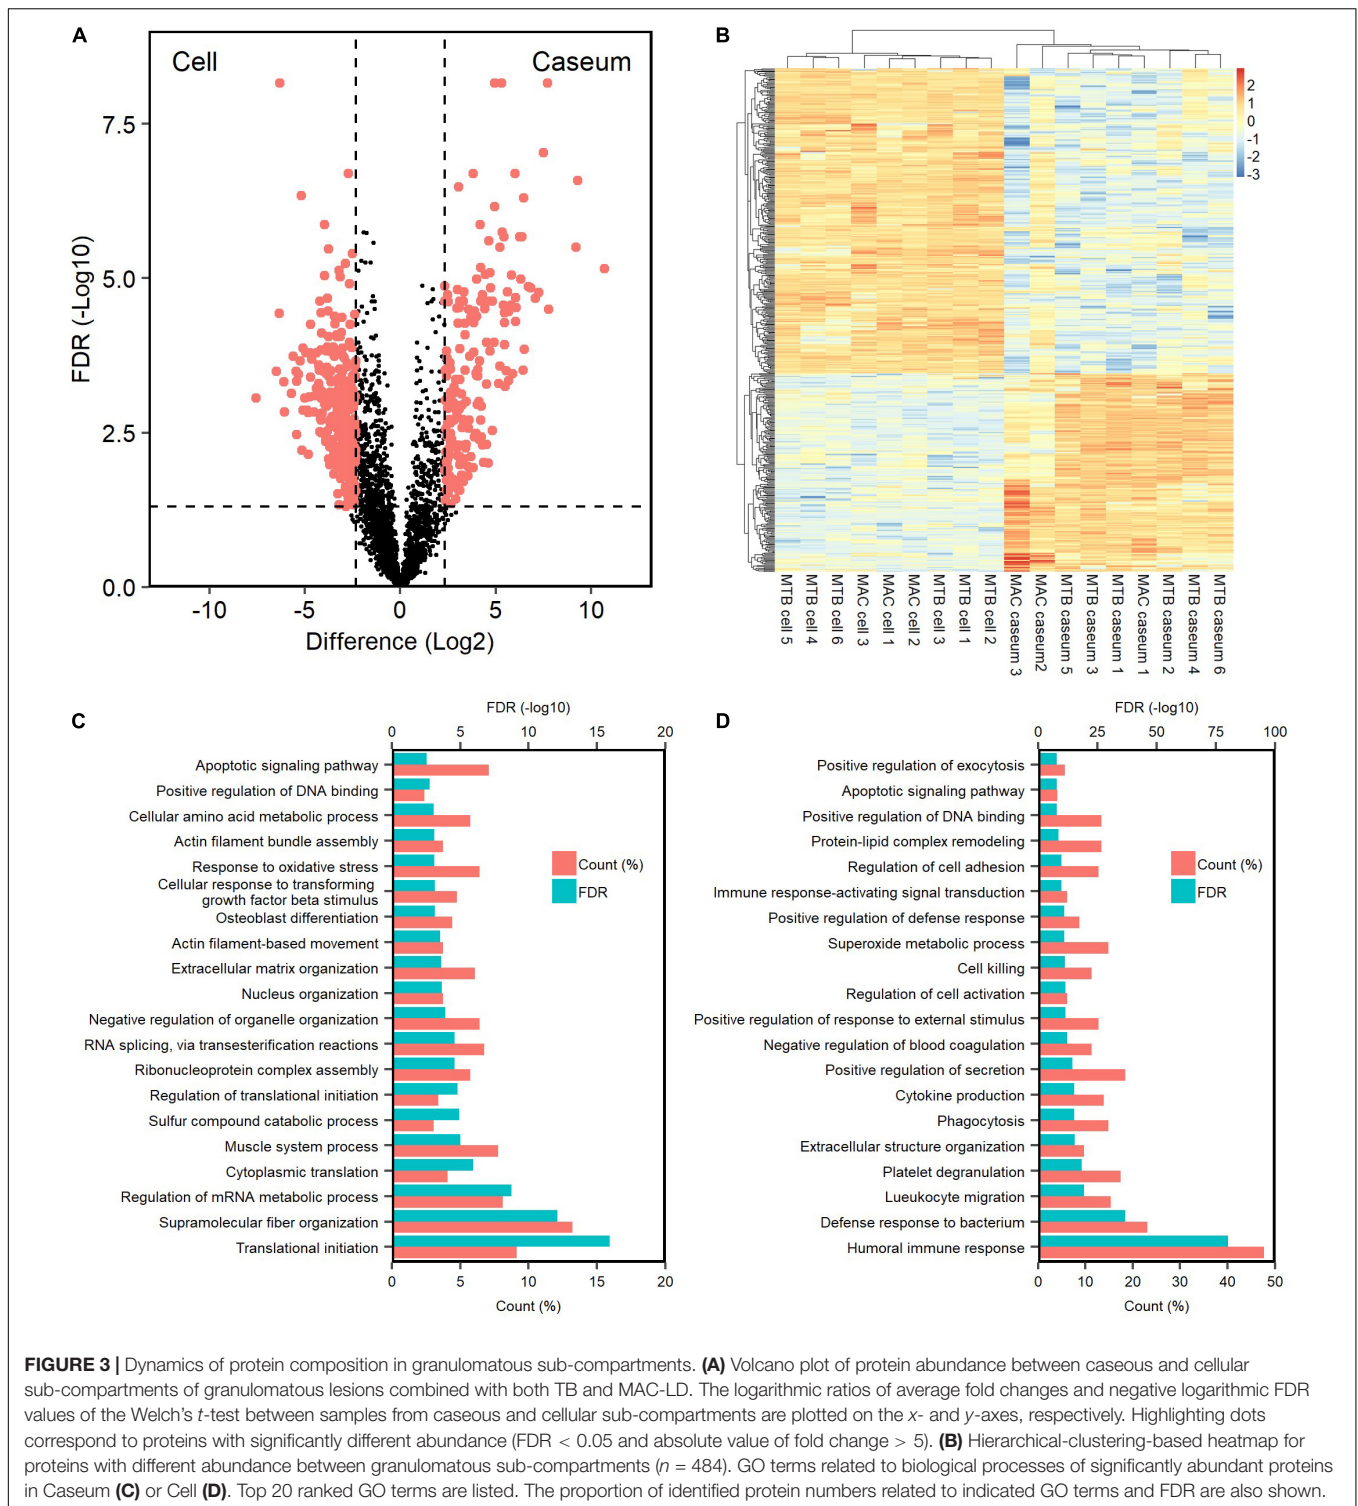 A
Cell
Caseum
7.5
5.0
2.5
0.0
FDR (-Log10)
-10
-5
0
5
10
Difference (Log2)
B
2
1
0
-1
-2
-3
MTB cell 5
MTB cell 4
MTB cell 6
MAC cell 3
MAC cell 1
MAC cell 2
MTB cell 3
MTB cell 1
MTB cell 2
MAC caseum 3
MAC caseum2
MTB caseum 5
MTB caseum 3
MTB caseum 1
MAC caseum 1
MTB caseum 2
MTB caseum 4
MTB caseum 6
C
FDR (-log10)
0 5 10 15 20
Apoptotic signaling pathway
Positive regulation of DNA binding
Cellular amino acid metabolic process
Actin filament bundle assembly
Response to oxidative stress
Cellular response to transforming
growth factor beta stimulus
Osteoblast differentiation
Actin filament-based movement
Extracellular matrix organization
Nucleus organization
Negative regulation of organelle organization
RNA splicing, via transesterification reactions
Ribonucleoprotein complex assembly
Regulation of translational initiation
Sulfur compound catabolic process
Muscle system process
Cytoplasmic translation
Regulation of mRNA metabolic process
Supramolecular fiber organization
Translational initiation
Count (%)
FDR
0 5 10 15 20
Count (%)
D
FDR (-log10)
0 25 50 75 100
Positive regulation of exocytosis
Apoptotic signaling pathway
Positive regulation of DNA binding
Protein-lipid complex remodeling
Regulation of cell adhesion
Immune response-activating signal transduction
Positive regulation of defense response
Superoxide metabolic process
Cell killing
Regulation of cell activation
Positive regulation of response to external stimulus
Negative regulation of blood coagulation
Positive regulation of secretion
Cytokine production
Phagocytosis
Extracellular structure organization
Platelet degranulation
Lueukocyte migration
Defense response to bacterium
Humoral immune response
Count (%)
FDR
0 10 20 30 40 50
Count (%)
FIGURE 3 | Dynamics of protein composition in granulomatous sub-compartments. (A) Volcano plot of protein abundance between caseous and cellular
sub-compartments of granulomatous lesions combined with both TB and MAC-LD. The logarithmic ratios of average fold changes and negative logarithmic FDR
values of the Welch's t-test between samples from caseous and cellular sub-compartments are plotted on the x- and y-axes, respectively. Highlighting dots
correspond to proteins with significantly different abundance (FDR < 0.05 and absolute value of fold change > 5). (B) Hierarchical-clustering-based heatmap for
proteins with different abundance between granulomatous sub-compartments (n = 484). GO terms related to biological processes of significantly abundant proteins
in Caseum (C) or Cell (D). Top 20 ranked GO terms are listed. The proportion of identified protein numbers related to indicated GO terms and FDR are also shown.